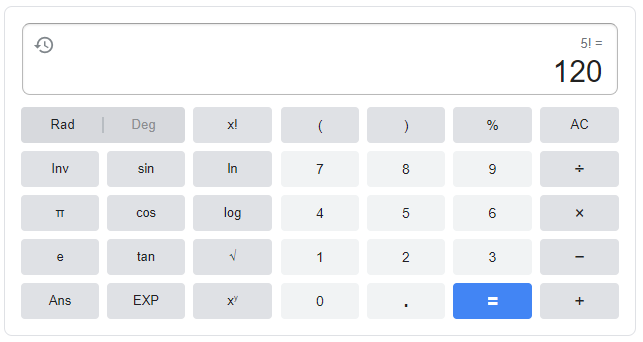 5! =
120
Rad | Deg x! ( ) % AC
Inv sin ln 7 8 9 ÷
π cos log 4 5 6 ×
e tan √ 1 2 3 −
Ans EXP xʸ 0 . = +